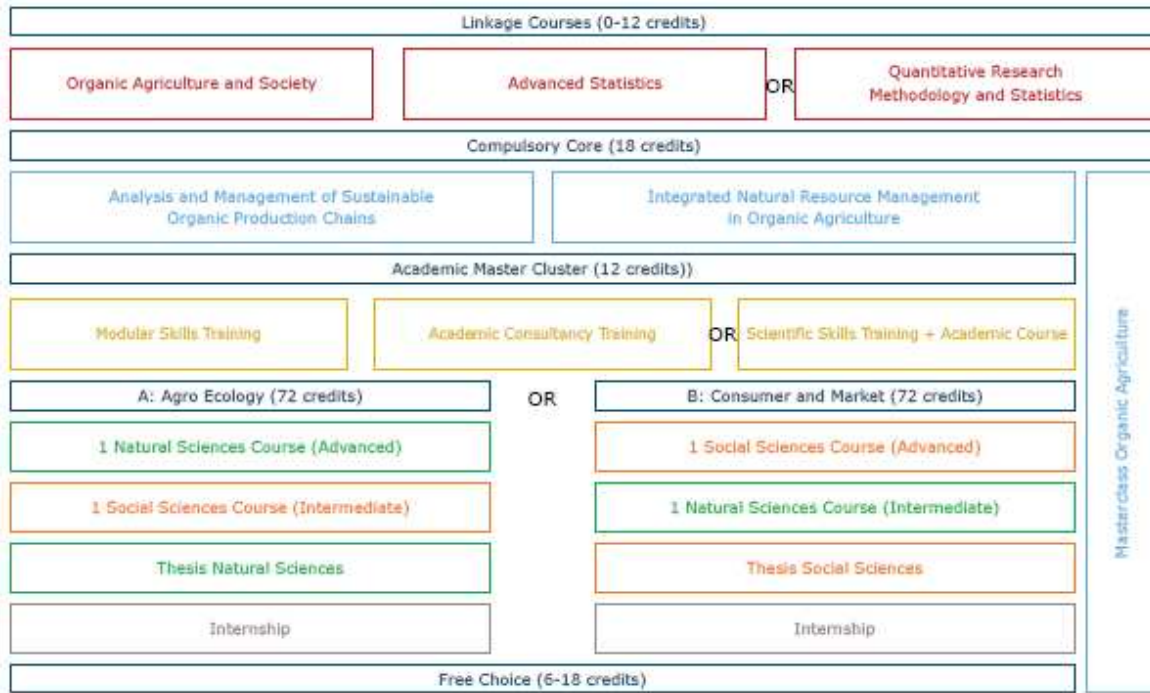 Linkage Courses (0-12 credits)
Organic Agriculture and Society
Advanced Statistics
OR
Quantitative Research
Methodology and Statistics
Compulsory Core (18 credits)
Analysis and Management of Sustainable
Organic Production Chains
Integrated Natural Resource Management
in Organic Agriculture
Masterclass Organic Agriculture
Academic Master Cluster (12 credits))
Modular Skills Training
Academic Consultancy Training
OR
Scientific Skills Training + Academic Course
A: Agro Ecology (72 credits)
OR
B: Consumer and Market (72 credits)
1 Natural Sciences Course (Advanced)
1 Social Sciences Course (Advanced)
1 Social Sciences Course (Intermediate)
1 Natural Sciences Course (Intermediate)
Thesis Natural Sciences
Thesis Social Sciences
Internship
Internship
Free Choice (6-18 credits)